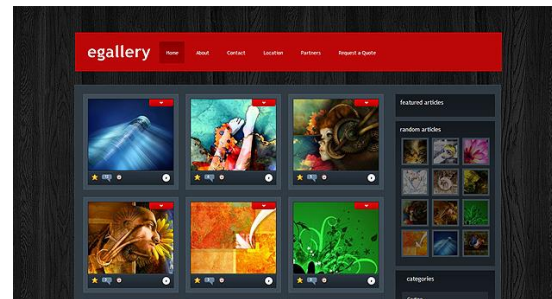 egallery
Home About Contact Location Partners Request a Quote
featured articles
random articles
categories